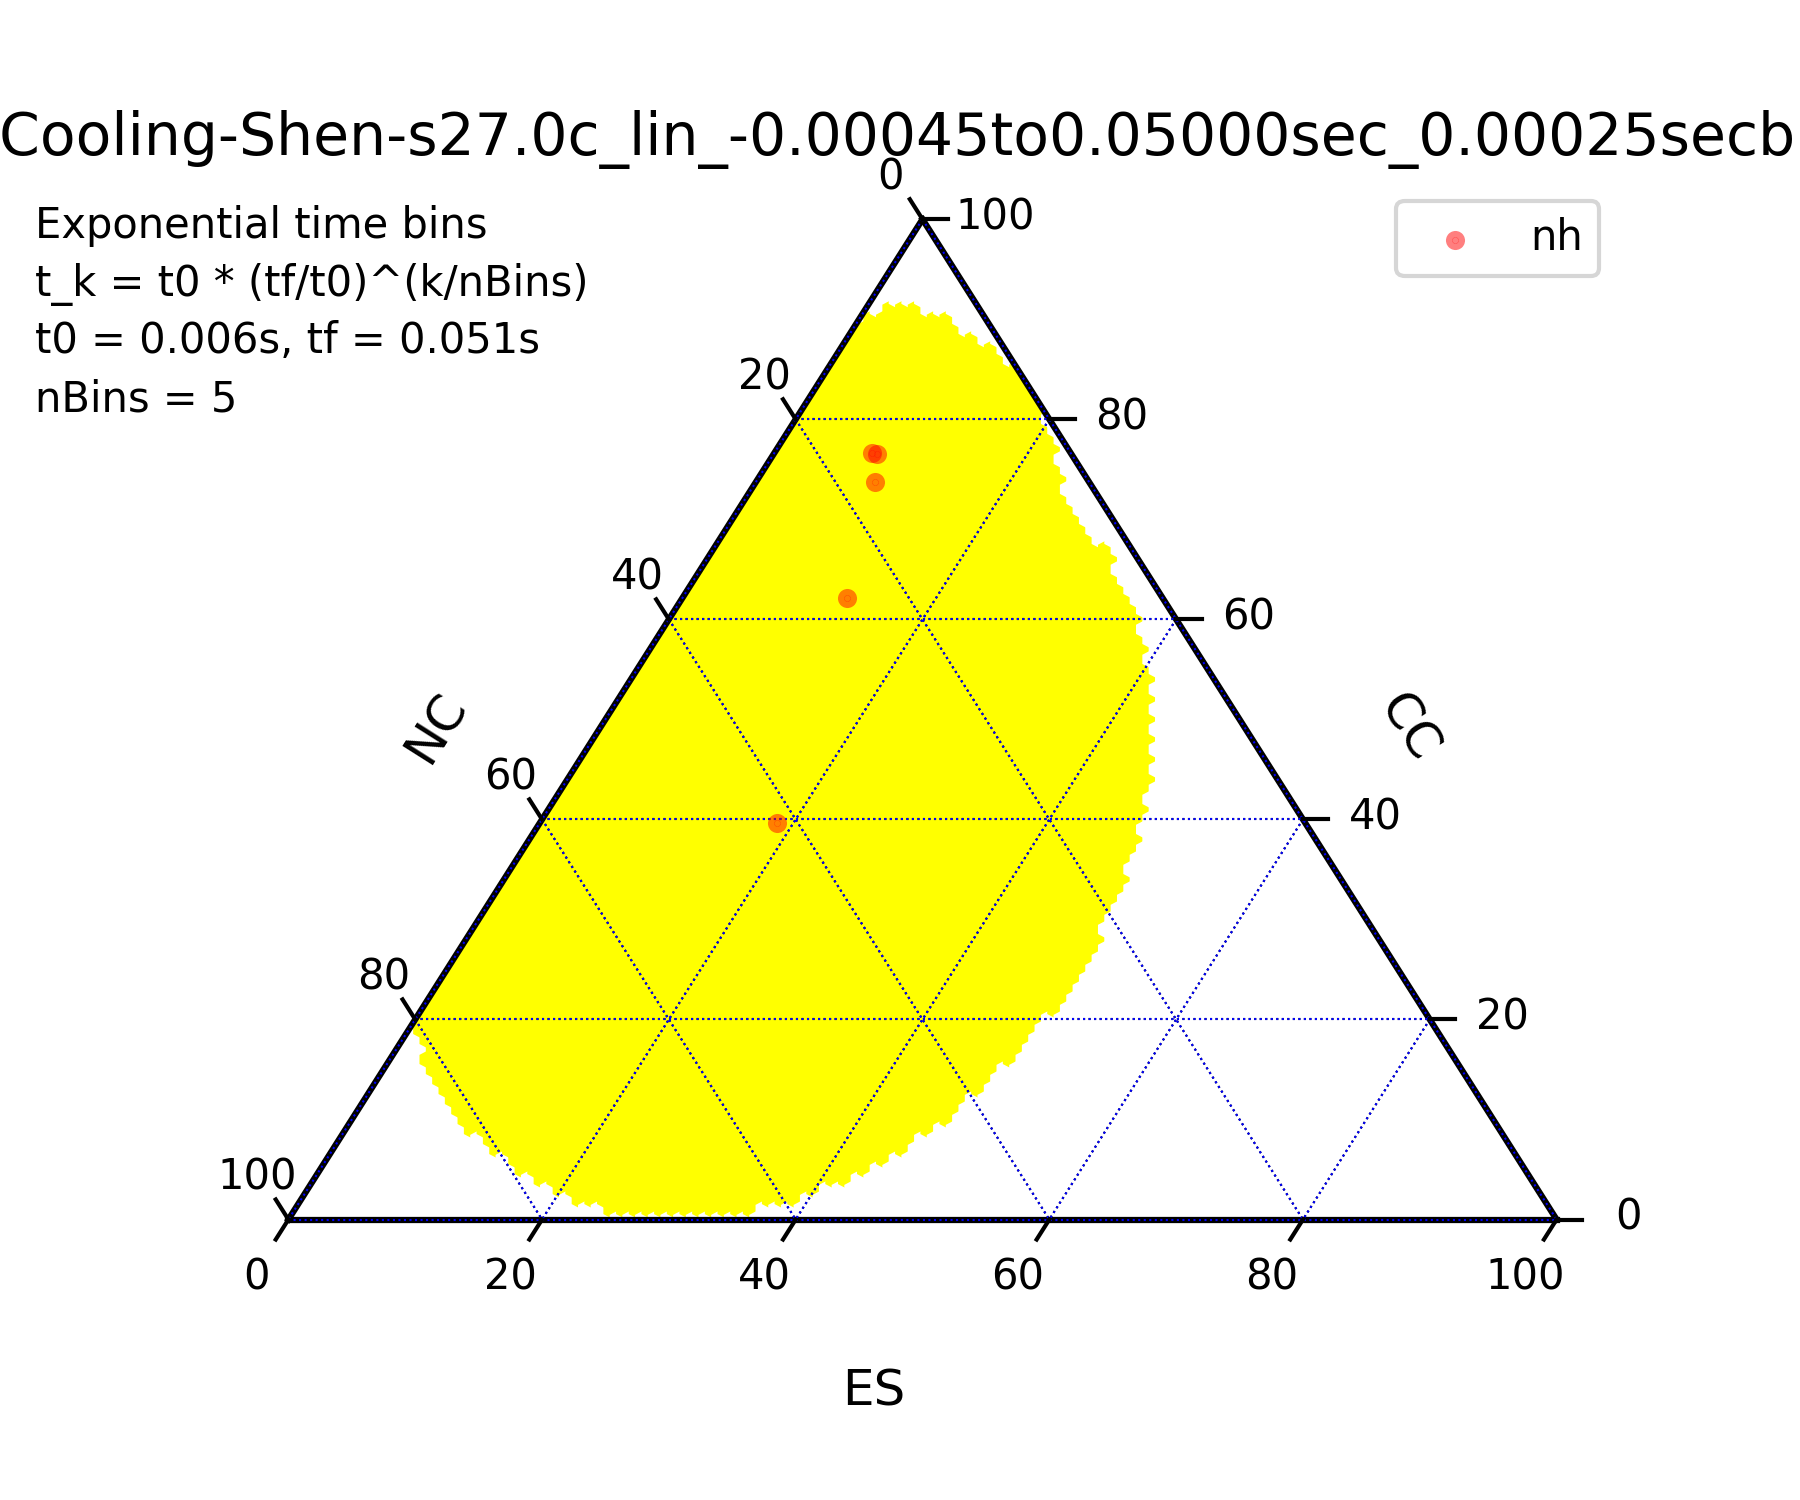 Cooling-Shen-s27.0c_lin_-0.00045to0.05000sec_0.00025secb
Exponential time bins
t_k = t0 * (tf/t0)^(k/nBins)
t0 = 0.006s, tf = 0.051s
nBins = 5
nh
0
100
20
80
40
60
NC
CC
60
40
80
20
100
0
0
20
40
60
80
100
ES